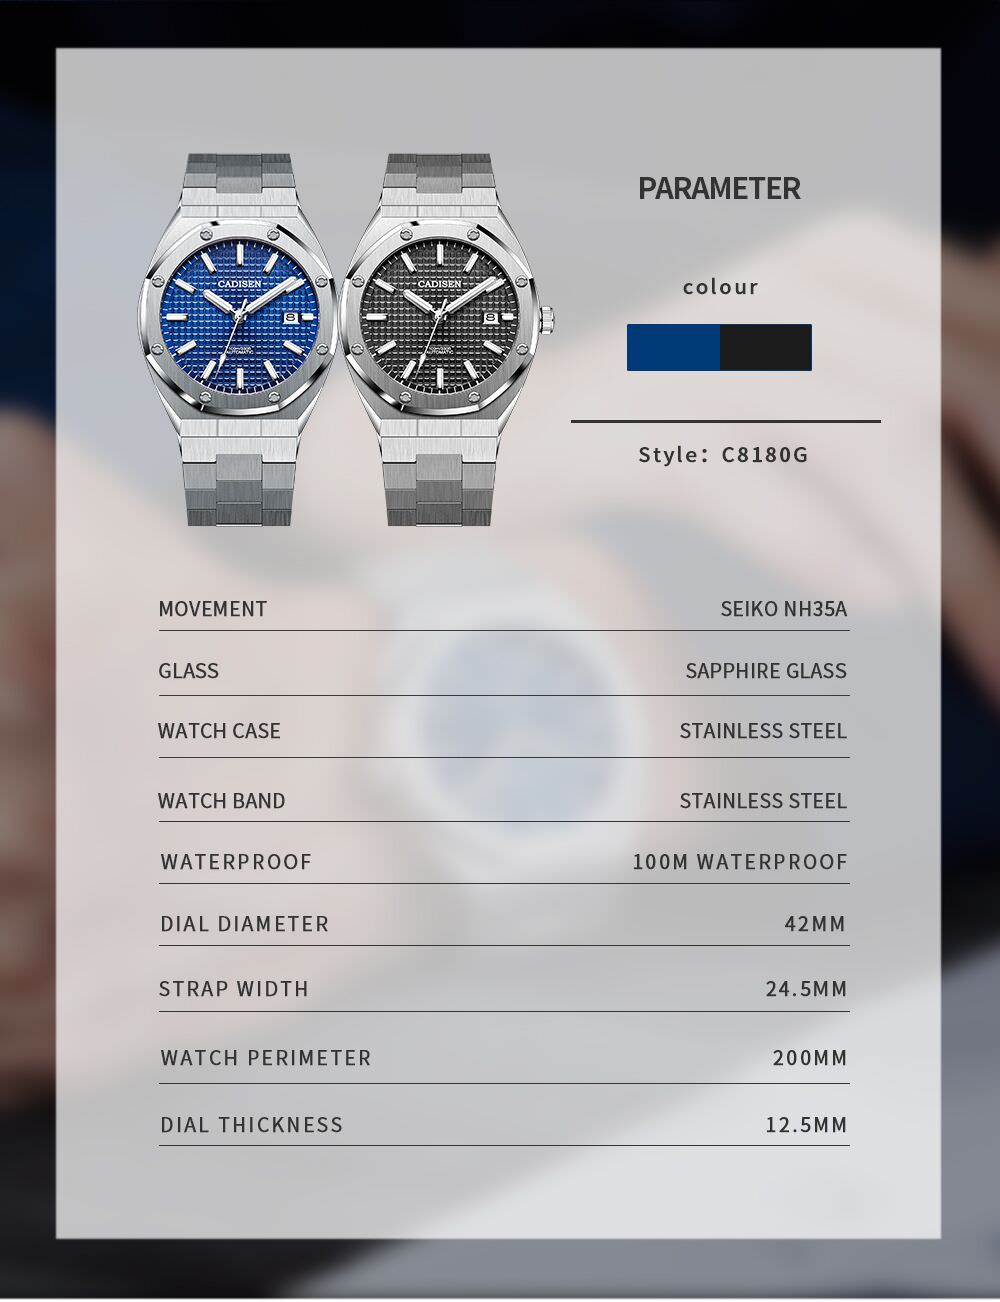 PARAMETER
colour
CADISEN
CADISEN
8
8
AUTOMATIC
AUTOMATIC
Style： C8180G
MOVEMENT SEIKO NH35A
GLASS SAPPHIRE GLASS
WATCH CASE STAINLESS STEEL
WATCH BAND STAINLESS STEEL
WATERPROOF 100M WATERPROOF
DIAL DIAMETER 42MM
STRAP WIDTH 24.5MM
WATCH PERIMETER 200MM
DIAL THICKNESS 12.5MM